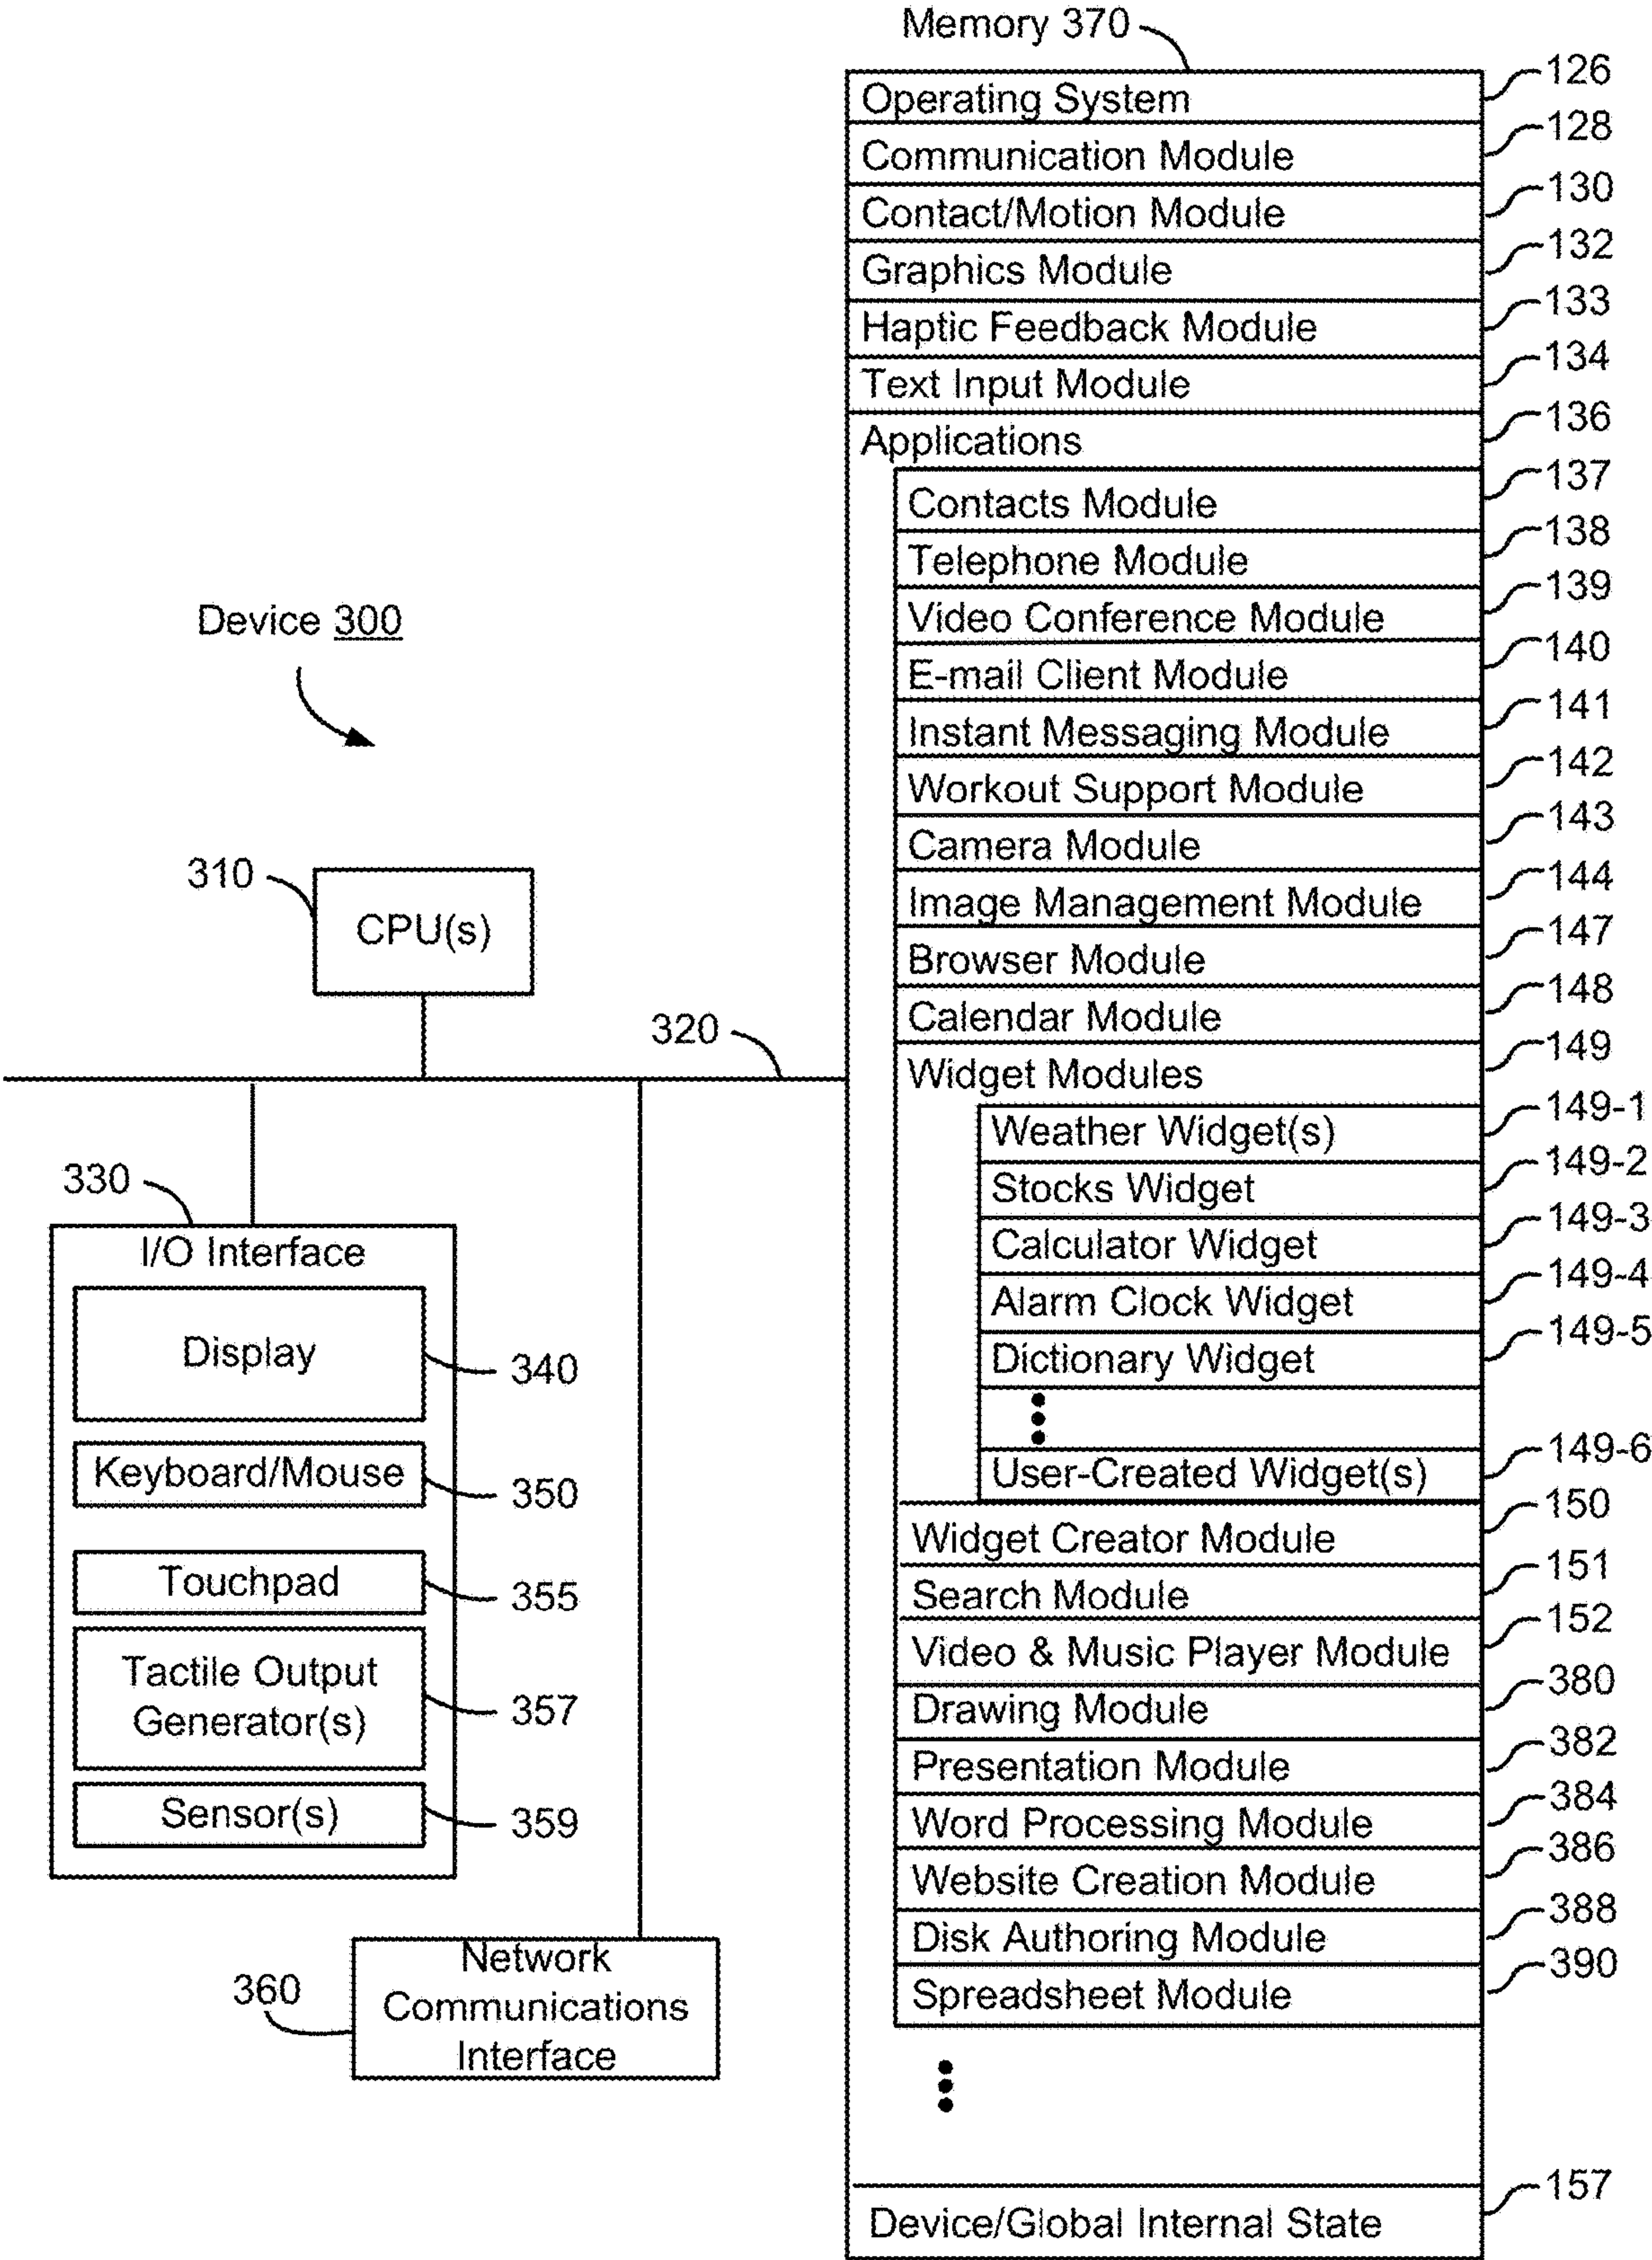 Memory 370
Operating System 126
Communication Module 128
Contact/Motion Module 130
Graphics Module 132
Haptic Feedback Module 133
Text Input Module 134
Applications 136
Contacts Module 137
Telephone Module 138
Video Conference Module 139
E-mail Client Module 140
Instant Messaging Module 141
Workout Support Module 142
Camera Module 143
Image Management Module 144
Browser Module 147
Calendar Module 148
Widget Modules 149
Weather Widget(s) 149-1
Stocks Widget 149-2
Calculator Widget 149-3
Alarm Clock Widget 149-4
Dictionary Widget 149-5
User-Created Widget(s) 149-6
Widget Creator Module 150
Search Module 151
Video & Music Player Module 152
Drawing Module 380
Presentation Module 382
Word Processing Module 384
Website Creation Module 386
Disk Authoring Module 388
Spreadsheet Module 390
Device/Global Internal State 157
Device 300
310
CPU(s)
320
330
I/O Interface
Display 340
Keyboard/Mouse 350
Touchpad 355
Tactile Output
Generator(s) 357
Sensor(s) 359
360
Network
Communications
Interface